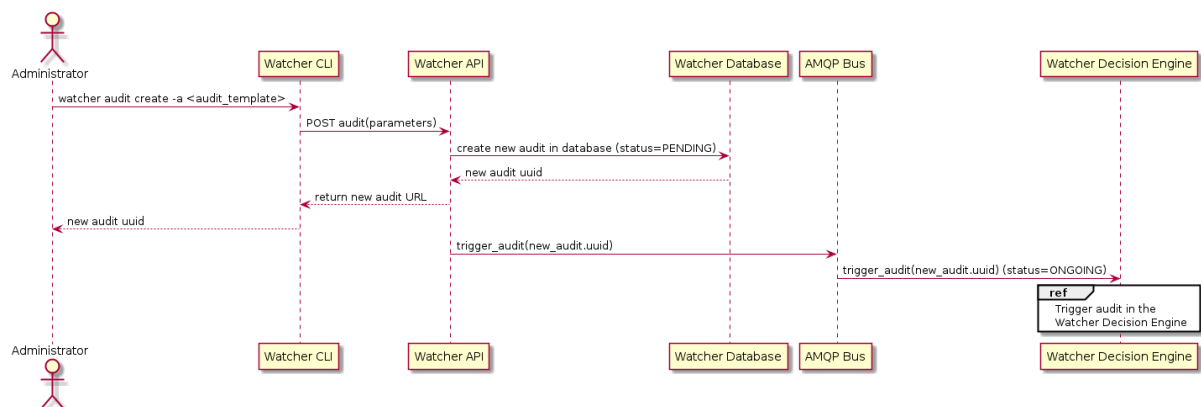 Administrator
Watcher CLI
Watcher API
Watcher Database
AMQP Bus
Watcher Decision Engine
watcher audit create -a <audit_template>
POST audit(parameters)
create new audit in database (status=PENDING)
new audit uuid
return new audit URL
new audit uuid
trigger_audit(new_audit.uuid)
trigger_audit(new_audit.uuid) (status=ONGOING)
ref
Trigger audit in the
Watcher Decision Engine
Administrator
Watcher CLI
Watcher API
Watcher Database
AMQP Bus
Watcher Decision Engine